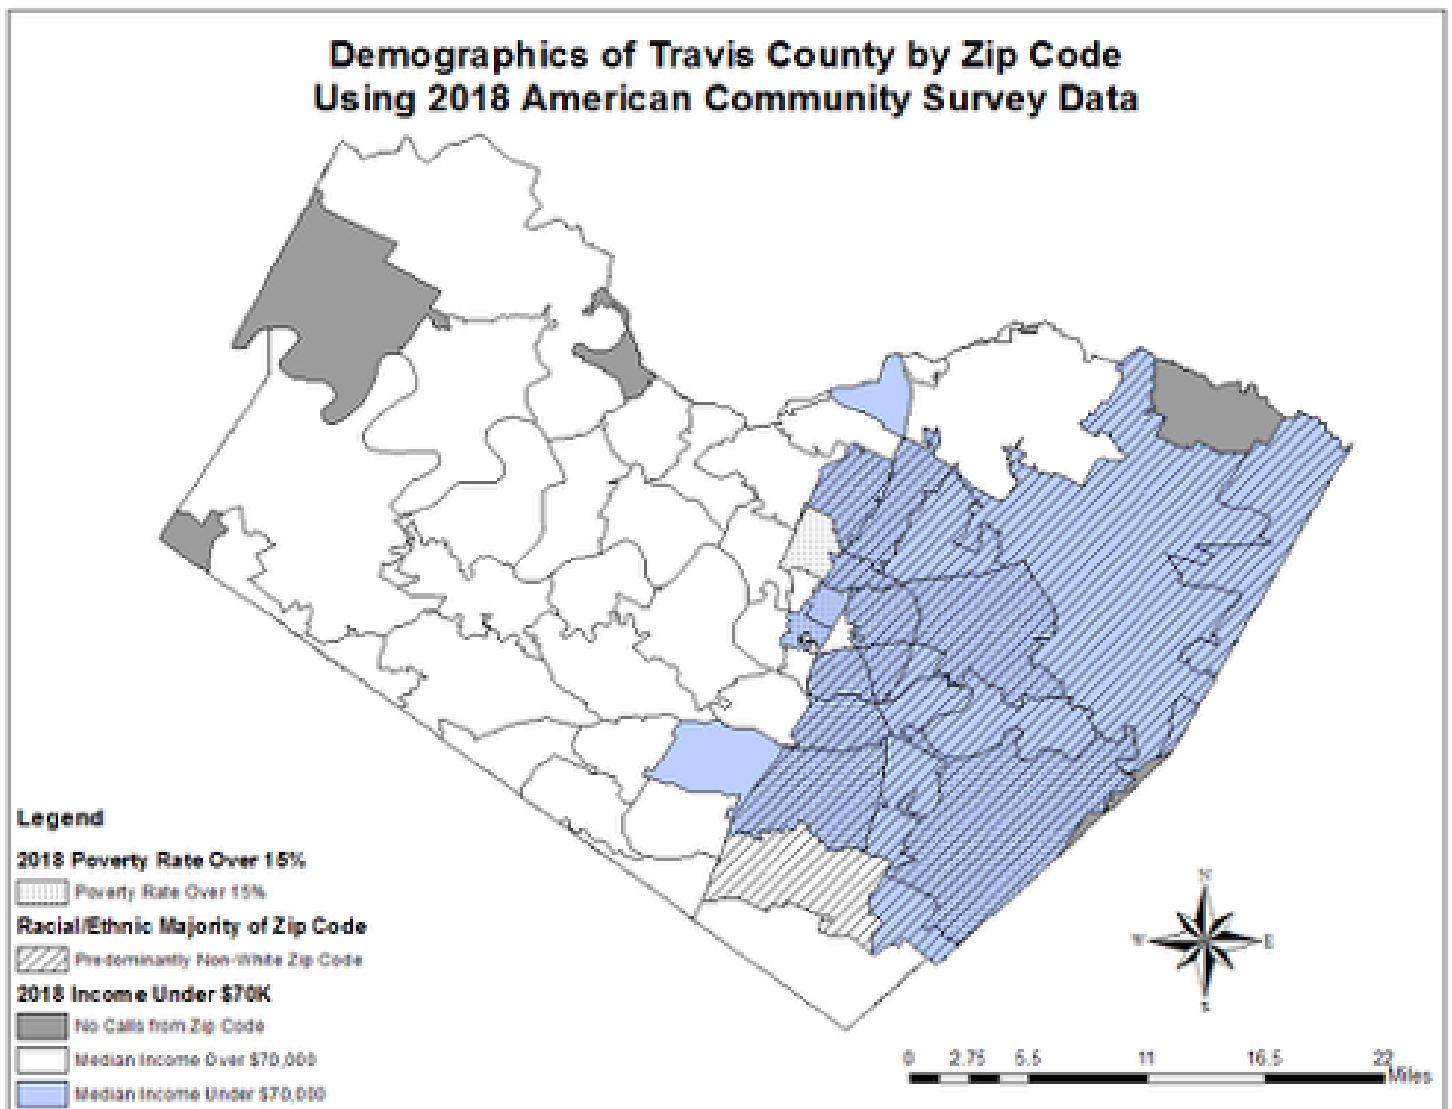 Demographics of Travis County by Zip Code
Using 2018 American Community Survey Data
Legend
2018 Poverty Rate Over 15%
Poverty Rate Over 15%
Racial/Ethnic Majority of Zip Code
Predominantly Non-White Zip Code
2018 Income Under $70K
No Calls from Zip Code
Median Income Over $70,000
Median Income Under $70,000
N
W E
S
0 2.75 5.5 11 16.5 22
Miles